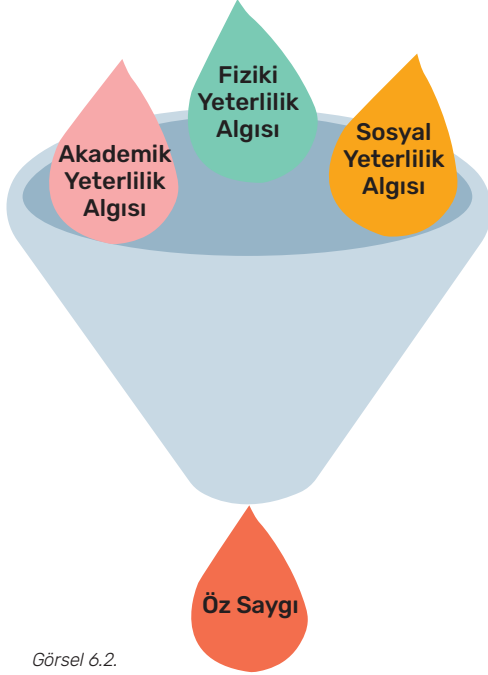 Fiziki
Yeterlilik
Algısı
Akademik
Yeterlilik
Algısı
Sosyal
Yeterlilik
Algısı
Öz Saygı
Görsel 6.2.